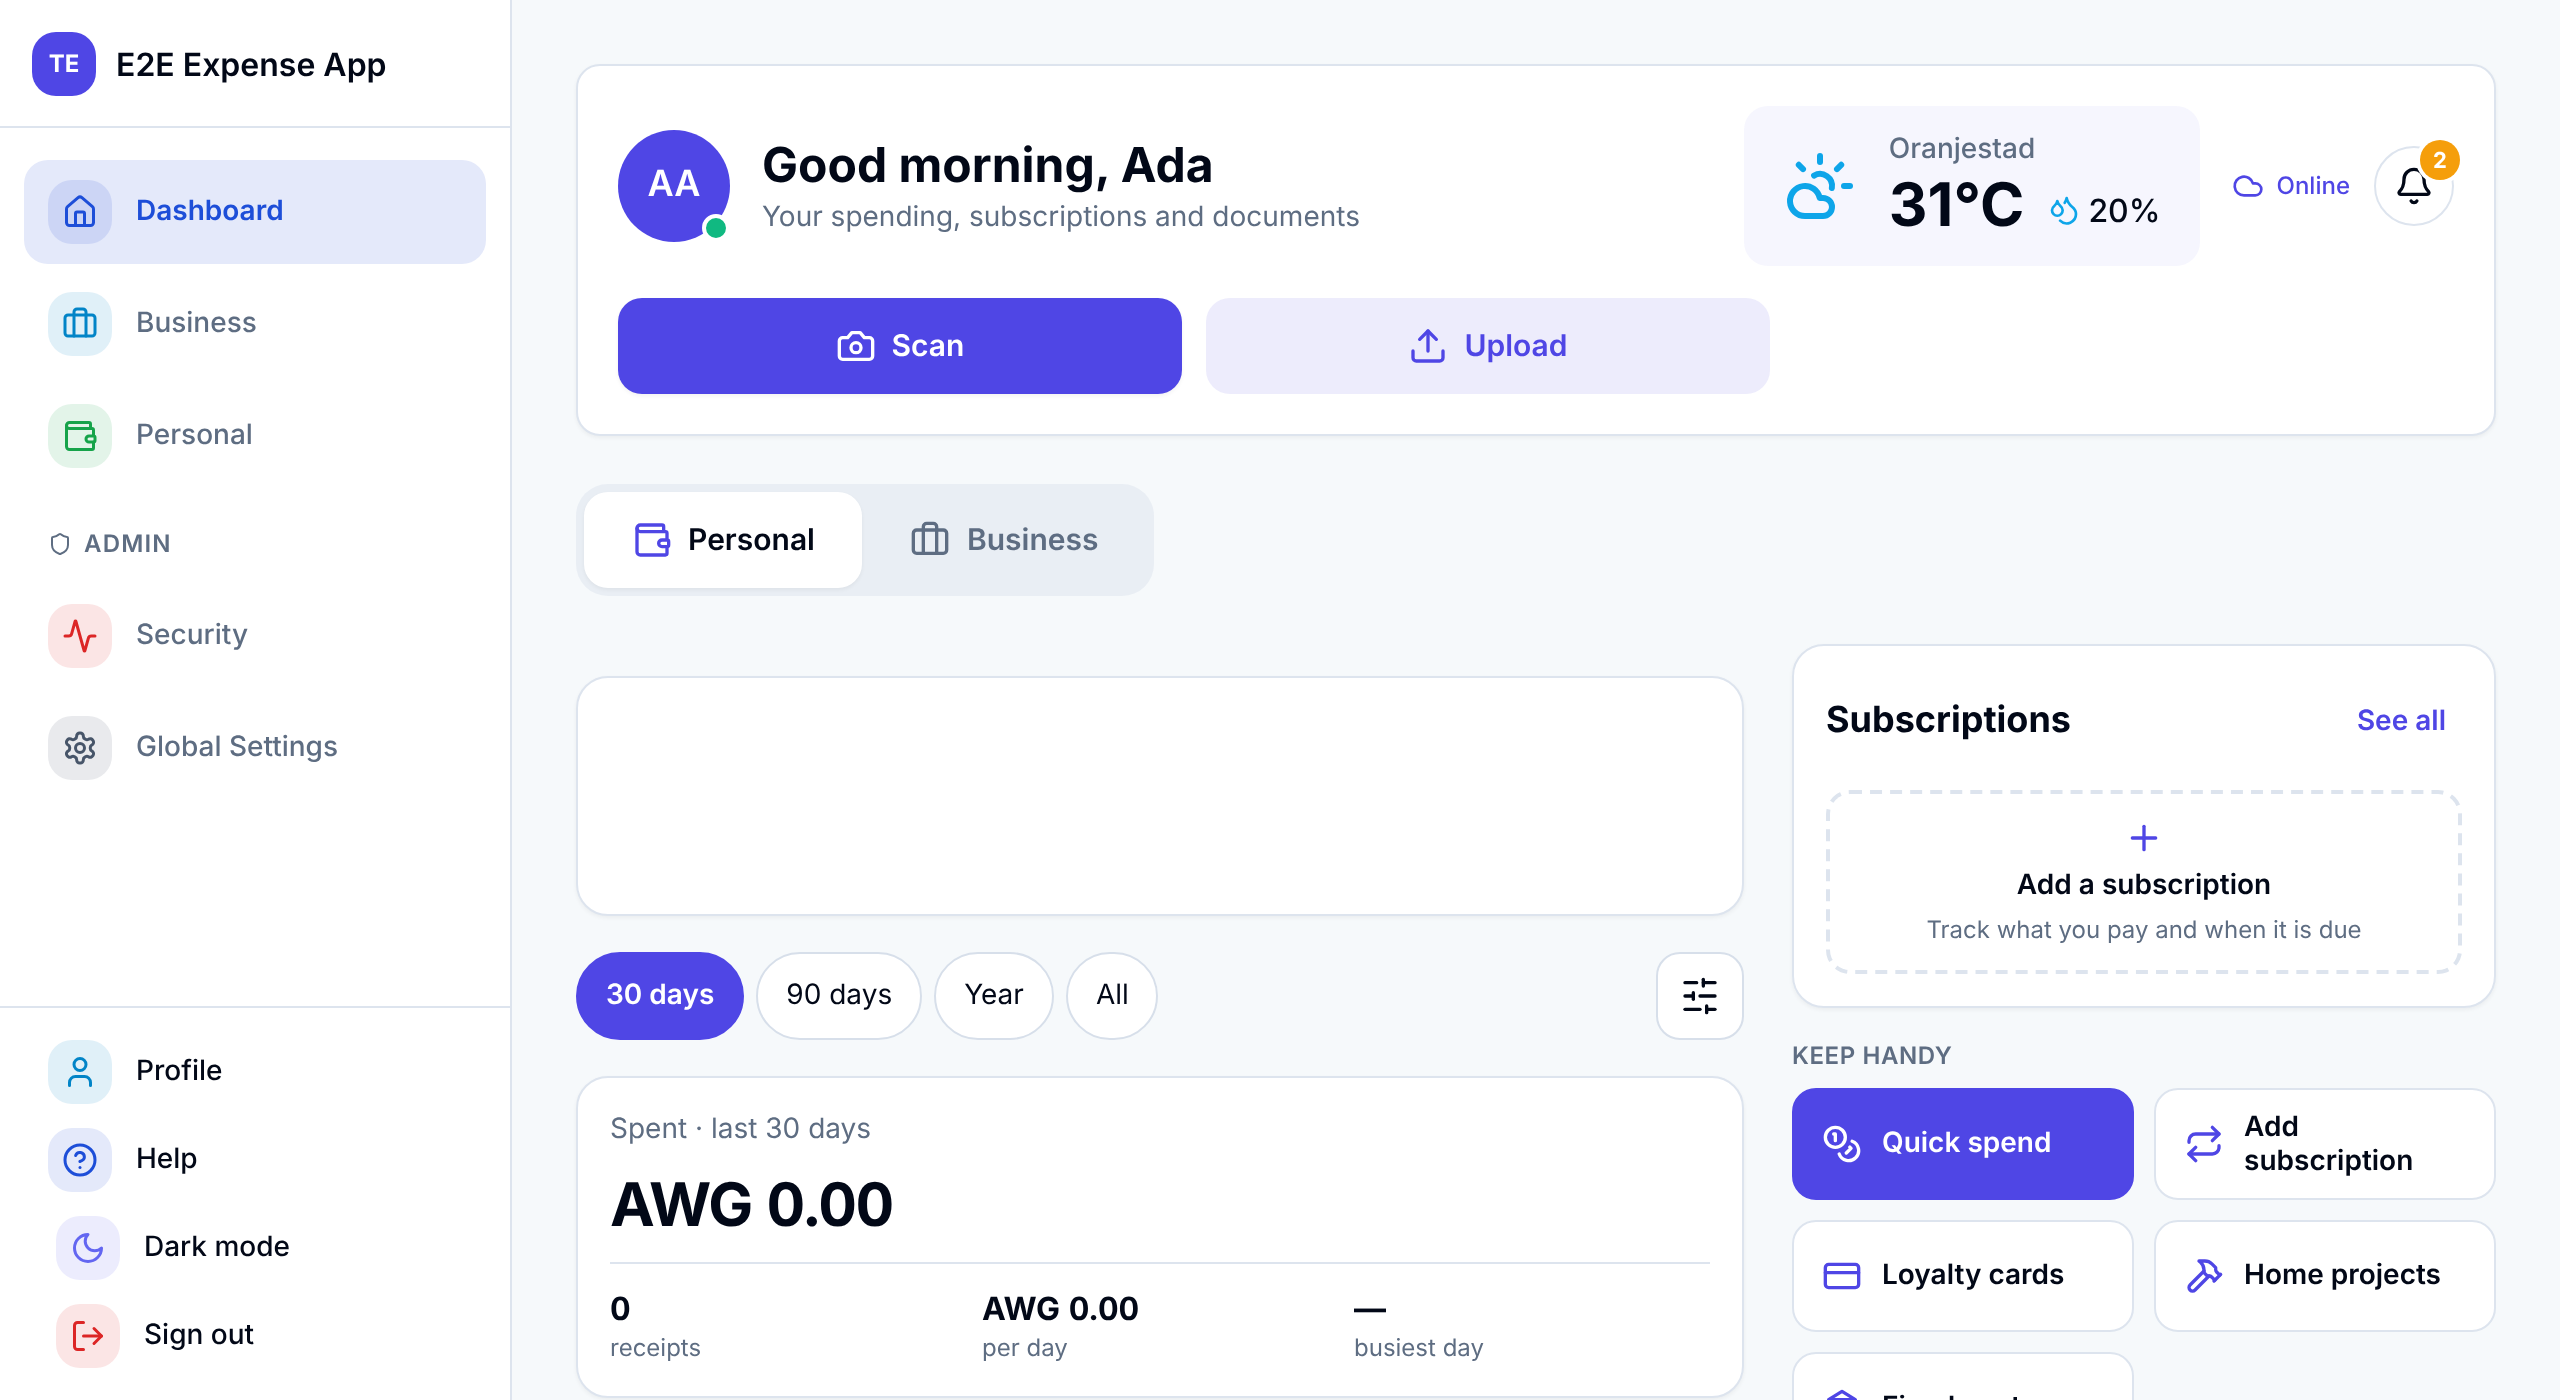 TE
E2E Expense App
Dashboard
Business
Personal
ADMIN
Security
Global Settings
Profile
Help
Dark mode
Sign out
AA
Good morning, Ada
Your spending, subscriptions and documents
Oranjestad
31°C
20%
Online
2
Scan
Upload
Personal
Business
30 days
90 days
Year
All
Spent · last 30 days
AWG 0.00
0
receipts
AWG 0.00
per day
—
busiest day
Subscriptions
See all
Add a subscription
Track what you pay and when it is due
KEEP HANDY
Quick spend
Add
subscription
Loyalty cards
Home projects